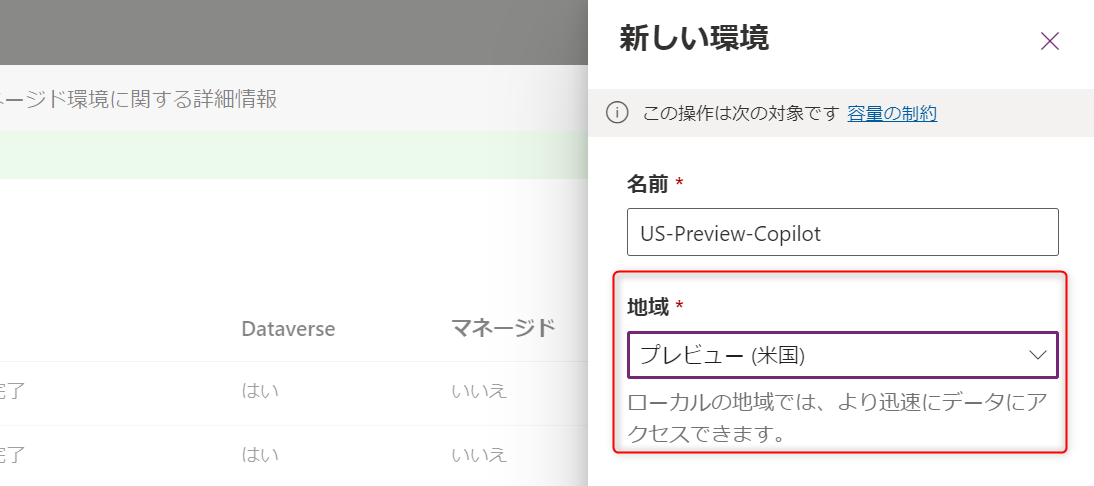 新しい環境
ージド環境に関する詳細情報
この操作は次の対象です 容量の制約
名前 *
US-Preview-Copilot
地域 *
プレビュー (米国)
ローカルの地域では、より迅速にデータにア
クセスできます。
Dataverse マネージド
完了 はい いいえ
完了 はい いいえ